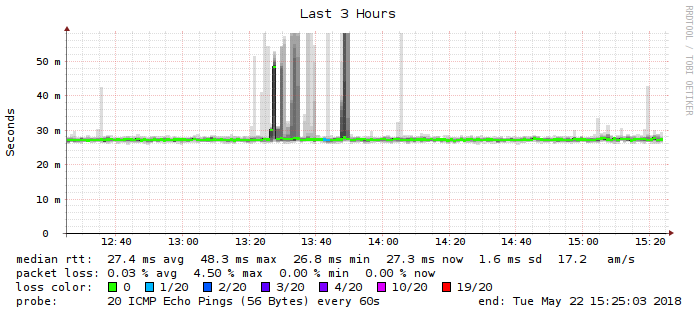 Last 3 Hours
RRDTOOL / TOBI OETIKER
Seconds
50 m
40 m
30 m
20 m
10 m
0
12:40 13:00 13:20 13:40 14:00 14:20 14:40 15:00 15:20
median rtt: 27.4 ms avg 48.3 ms max 26.8 ms min 27.3 ms now 1.6 ms sd 17.2 am/s
packet loss: 0.03 % avg 4.50 % max 0.00 % min 0.00 % now
loss color: 0 1/20 2/20 3/20 4/20 10/20 19/20
probe: 20 ICMP Echo Pings (56 Bytes) every 60s end: Tue May 22 15:25:03 2018